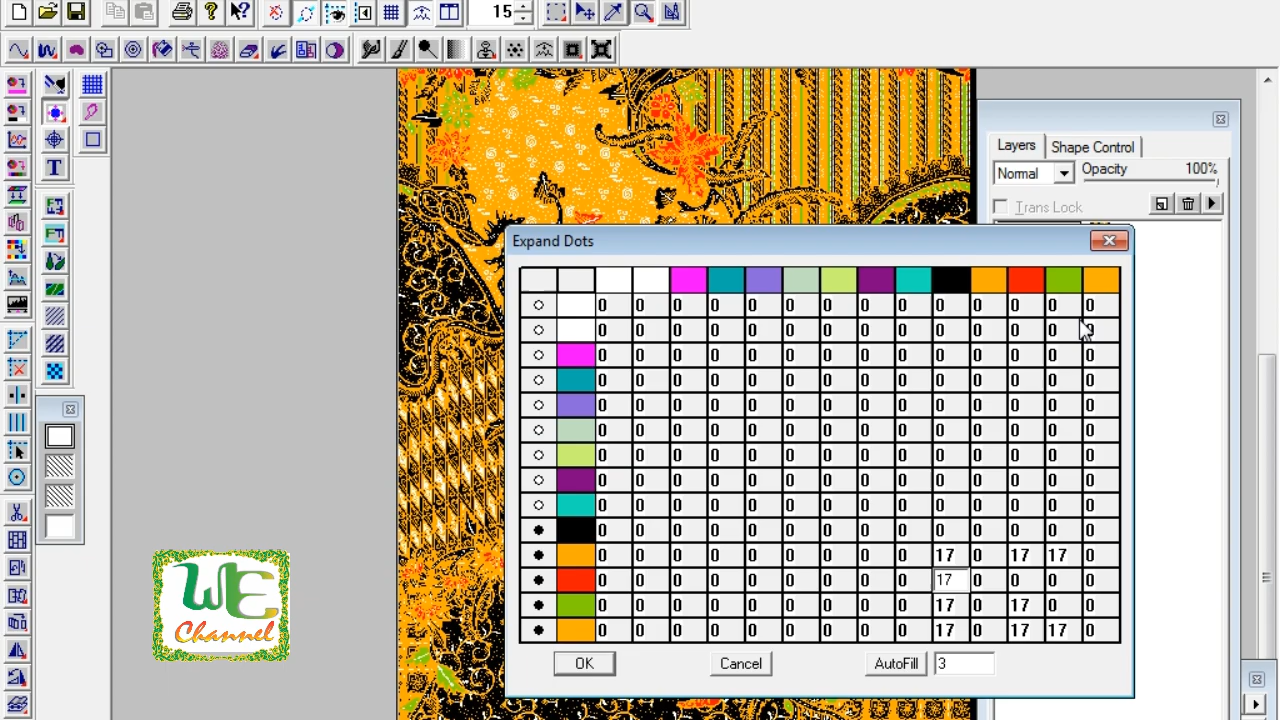 15
Layers Shape Control
Normal Opacity 100%
Trans Lock
Expand Dots
0 0 0 0 0 0 0 0 0 0 0 0 0 0
0 0 0 0 0 0 0 0 0 0 0 0 0 0
0 0 0 0 0 0 0 0 0 0 0 0 0 0
0 0 0 0 0 0 0 0 0 0 0 0 0 0
0 0 0 0 0 0 0 0 0 0 0 0 0 0
0 0 0 0 0 0 0 0 0 0 0 0 0 0
0 0 0 0 0 0 0 0 0 0 0 0 0 0
0 0 0 0 0 0 0 0 0 0 0 0 0 0
0 0 0 0 0 0 0 0 0 0 0 0 0 0
0 0 0 0 0 0 0 0 0 0 0 0 0 0
0 0 0 0 0 0 0 0 0 17 0 17 17 0
0 0 0 0 0 0 0 0 0 17 0 0 0 0
0 0 0 0 0 0 0 0 0 17 0 17 0 0
0 0 0 0 0 0 0 0 0 17 0 17 17 0
OK Cancel AutoFill 3
WE
Channel